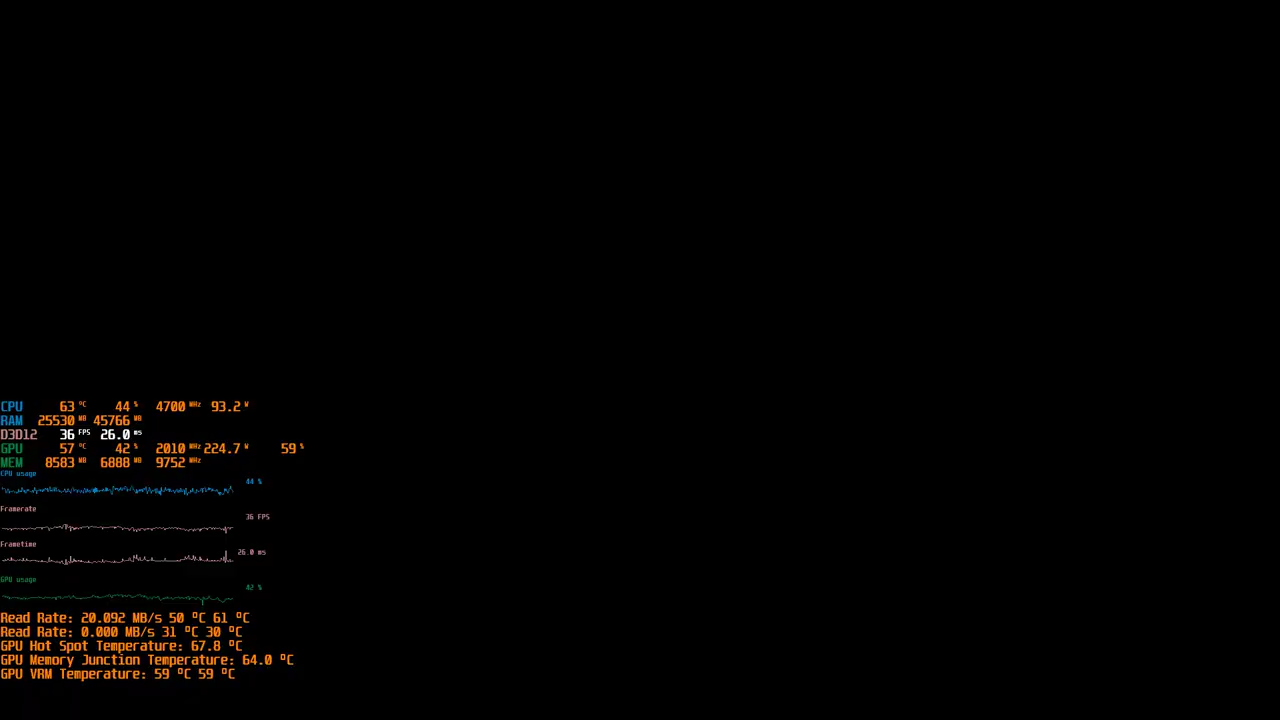 CPU 63 °C 44 % 4700 MHz 93.2 W
RAM 25530 MB 45766 MB
D3D12 36 FPS 26.0 ms
GPU 57 °C 42 % 2010 MHz 224.7 W 59 %
MEM 8583 MB 6888 MB 9752 MHz
CPU usage
44 %
Framerate
36 FPS
Frametime
26.0 ms
GPU usage
42 %
Read Rate: 20.092 MB/s 50 °C 61 °C
Read Rate: 0.000 MB/s 31 °C 30 °C
GPU Hot Spot Temperature: 67.8 °C
GPU Memory Junction Temperature: 64.0 °C
GPU VRM Temperature: 59 °C 59 °C